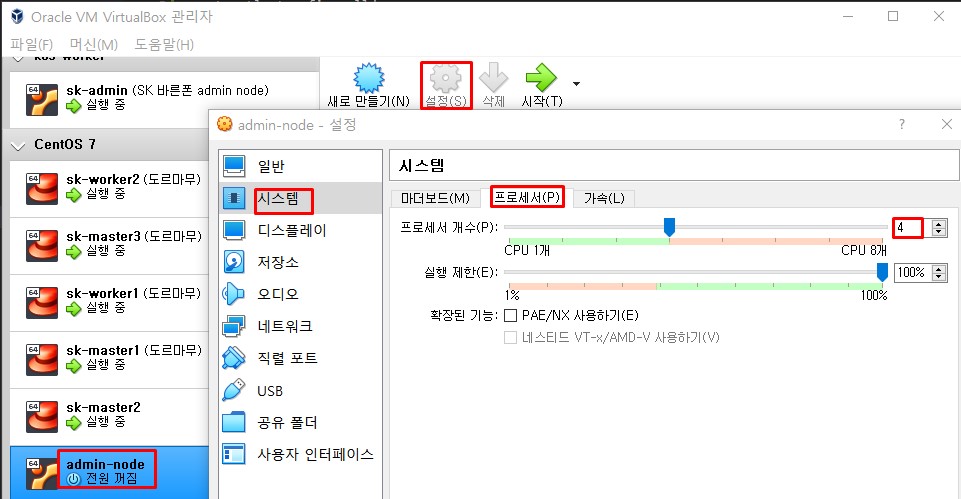 Oracle VM VirtualBox 관리자
파일(F) 머신(M) 도움말(H)
새로 만들기(N) 설정(S) 삭제 시작(T)
64 sk-admin (SK 바른폰 admin node)
실행 중
CentOS 7
64 sk-worker2 (도르마무)
실행 중
64 sk-master3 (도르마무)
실행 중
64 sk-worker1 (도르마무)
실행 중
64 sk-master1 (도르마무)
실행 중
64 sk-master2
실행 중
64 admin-node
전원 꺼짐
admin-node - 설정 ?
일반
시스템
디스플레이
저장소
오디오
네트워크
직렬 포트
USB
공유 폴더
사용자 인터페이스
시스템
마더보드(M) 프로세서(P) 가속(L)
프로세서 개수(P): 4
CPU 1개 CPU 8개
실행 제한(E): 100%
1% 100%
확장된 기능: PAE/NX 사용하기(E)
네스티드 VT-x/AMD-V 사용하기(V)